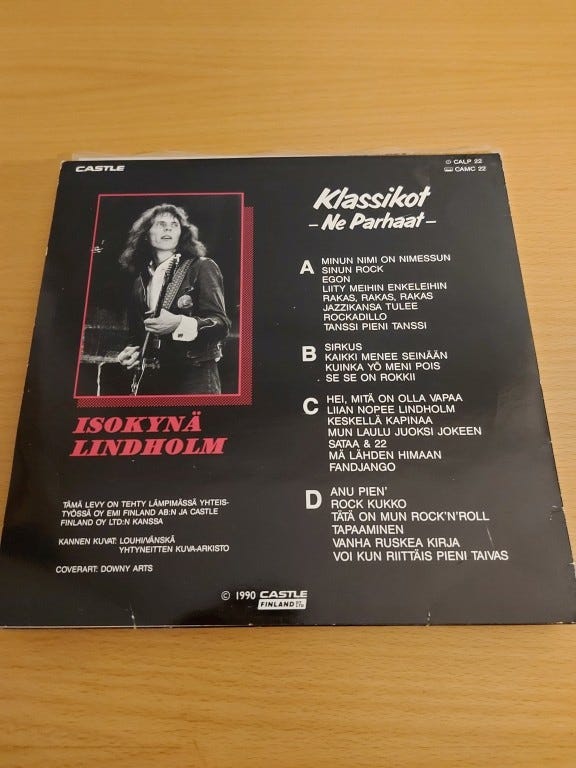 CASTLE
CALP 22
CAMC 22
Klassikot
- Ne Parhaat -
A
MINUN NIMI ON NIMESSUN
SINUN ROCK
EGON
LIITY MEIHIN ENKELEIHIN
RAKAS, RAKAS, RAKAS
JAZZIKANSA TULEE
ROCKADILLO
TANSSI PIENI TANSSI
B
SIRKUS
KAIKKI MENEE SEINÄÄN
KUINKA YÖ MENI POIS
SE SE ON ROKKII
C
HEI, MITÄ ON OLLA VAPAA
LIIAN NOPEE LINDHOLM
KESKELLÄ KAPINAA
MUN LAULU JUOKSI JOKEEN
SATAA & 22
MÄ LÄHDEN HIMAAN
FANDJANGO
D
ANU PIEN'
ROCK KUKKO
TÄTÄ ON MUN ROCK'N'ROLL
TAPAAMINEN
VANHA RUSKEA KIRJA
VOI KUN RIITTÄIS PIENI TAIVAS
ISOKYNÄ
LINDHOLM
TÄMÄ LEVY ON TEHTY LÄMPIMÄSSÄ YHTEIS-
TYÖSSÄ OY EMI FINLAND AB:N JA CASTLE
FINLAND OY LTD:N KANSSA
KANNEN KUVAT: LOUHIVÄNSKÄ
YHTYNEITTEN KUVA-ARKISTO
COVERART: DOWNY ARTS
© 1990 CASTLE
FINLAND OY LTD